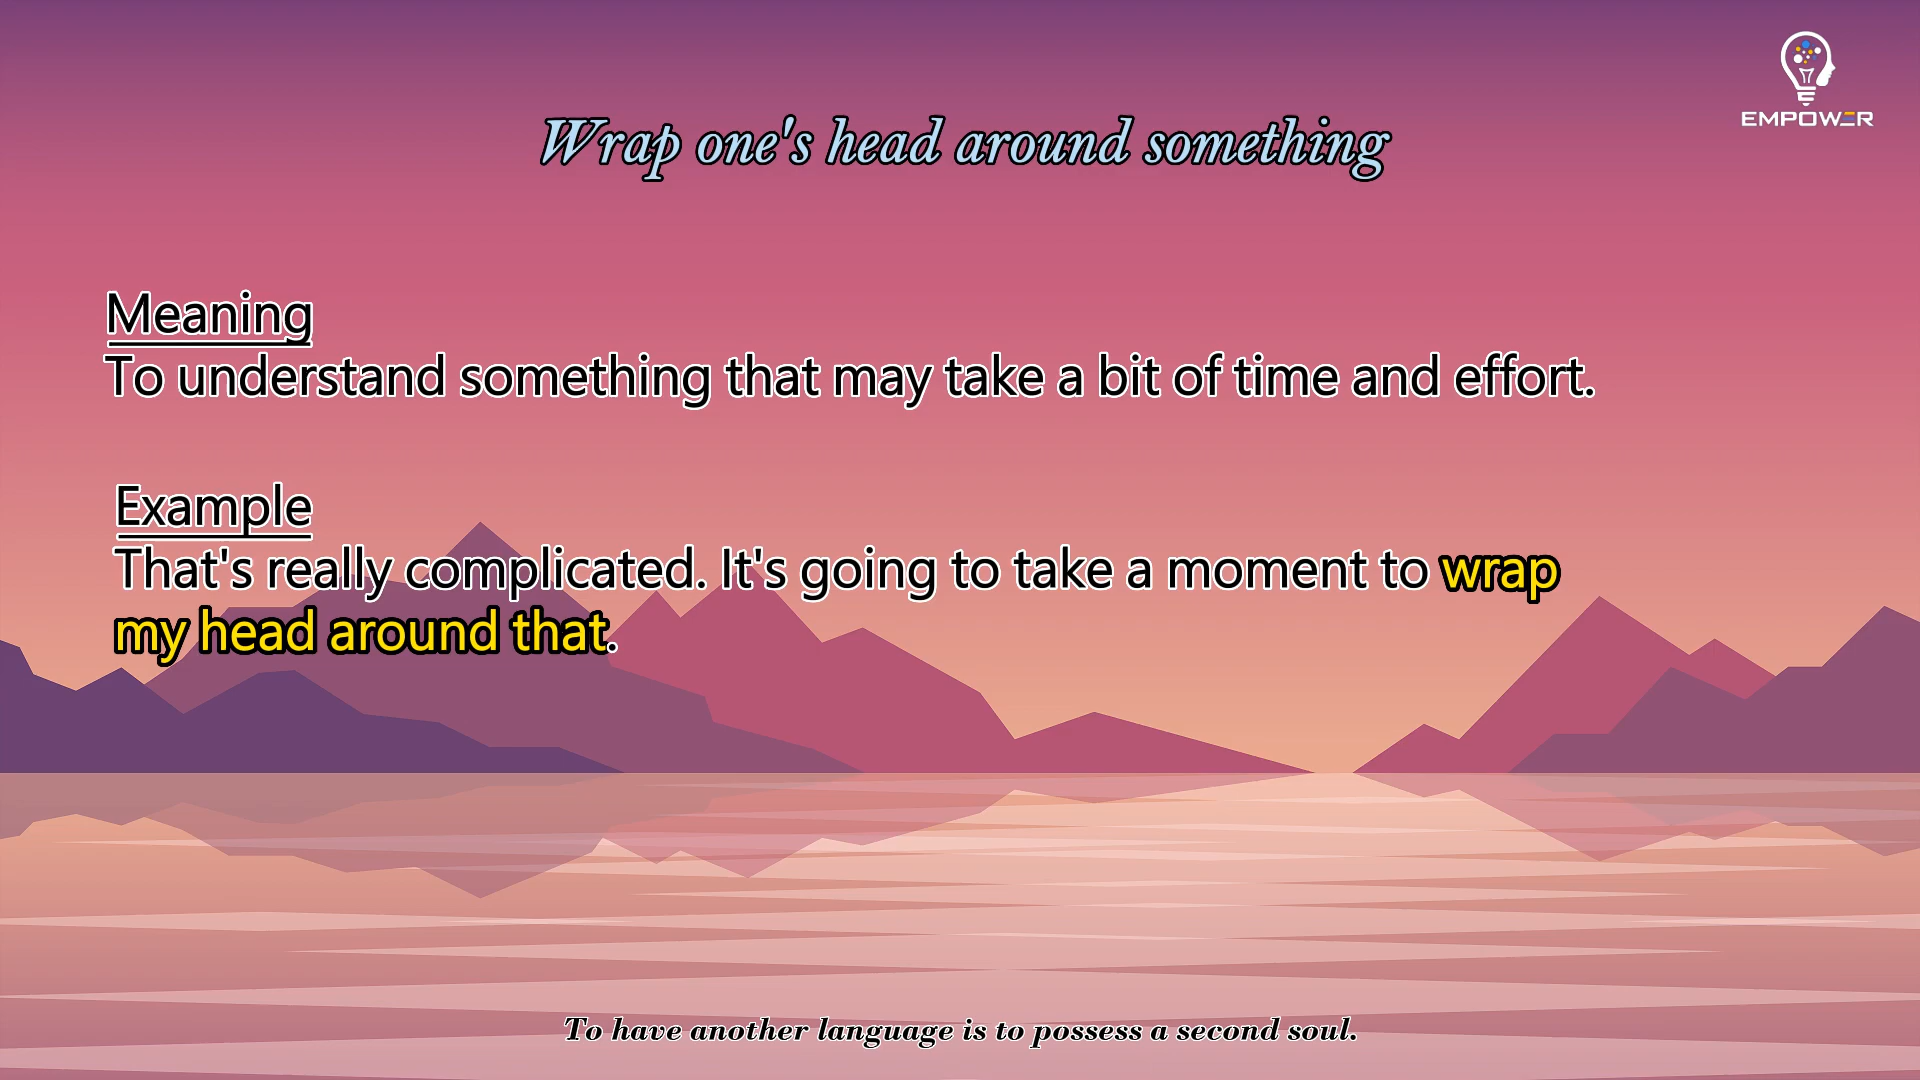 EMPOWER
Wrap one's head around something
Meaning
To understand something that may take a bit of time and effort.
Example
That's really complicated. It's going to take a moment to wrap
my head around that.
To have another language is to possess a second soul.